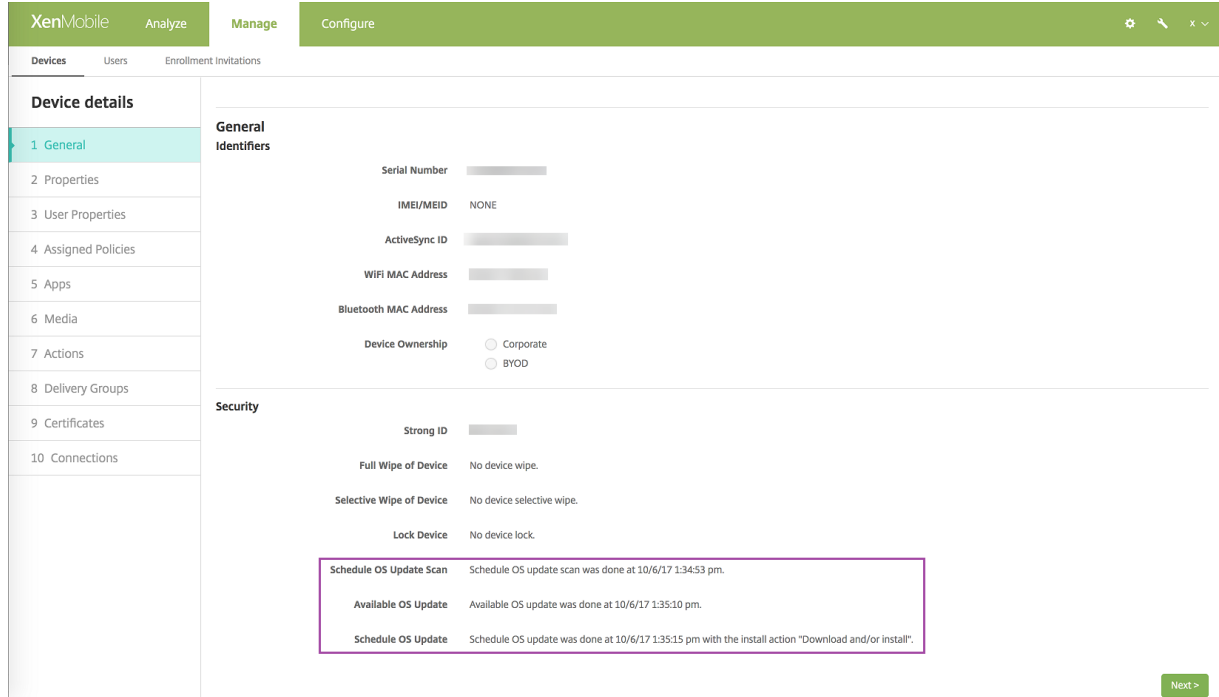 XenMobile Analyze Manage Configure x
Devices Users Enrollment Invitations
Device details
1 General
2 Properties
3 User Properties
4 Assigned Policies
5 Apps
6 Media
7 Actions
8 Delivery Groups
9 Certificates
10 Connections
General
Identifiers
Serial Number
IMEI/MEID NONE
ActiveSync ID
WiFi MAC Address
Bluetooth MAC Address
Device Ownership Corporate
BYOD
Security
Strong ID
Full Wipe of Device No device wipe.
Selective Wipe of Device No device selective wipe.
Lock Device No device lock.
Schedule OS Update Scan Schedule OS update scan was done at 10/6/17 1:34:53 pm.
Available OS Update Available OS update was done at 10/6/17 1:35:10 pm.
Schedule OS Update Schedule OS update was done at 10/6/17 1:35:15 pm with the install action "Download and/or install".
Next >